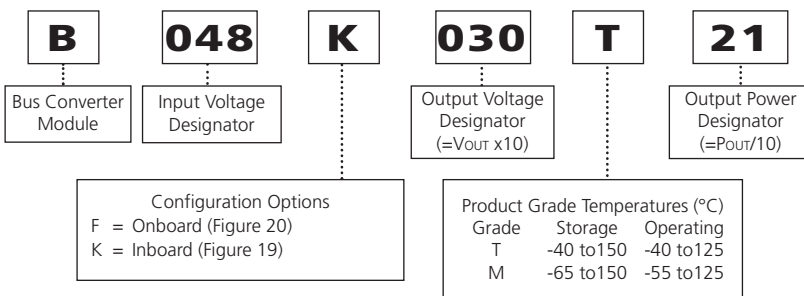 B 048 K 030 T 21
Bus Converter
Module
Input Voltage
Designator
Output Voltage
Designator
(=VOUT x10)
Output Power
Designator
(=POUT/10)
Configuration Options
F = Onboard (Figure 20)
K = Inboard (Figure 19)
Product Grade Temperatures (°C)
Grade Storage Operating
T -40 to150 -40 to125
M -65 to150 -55 to125